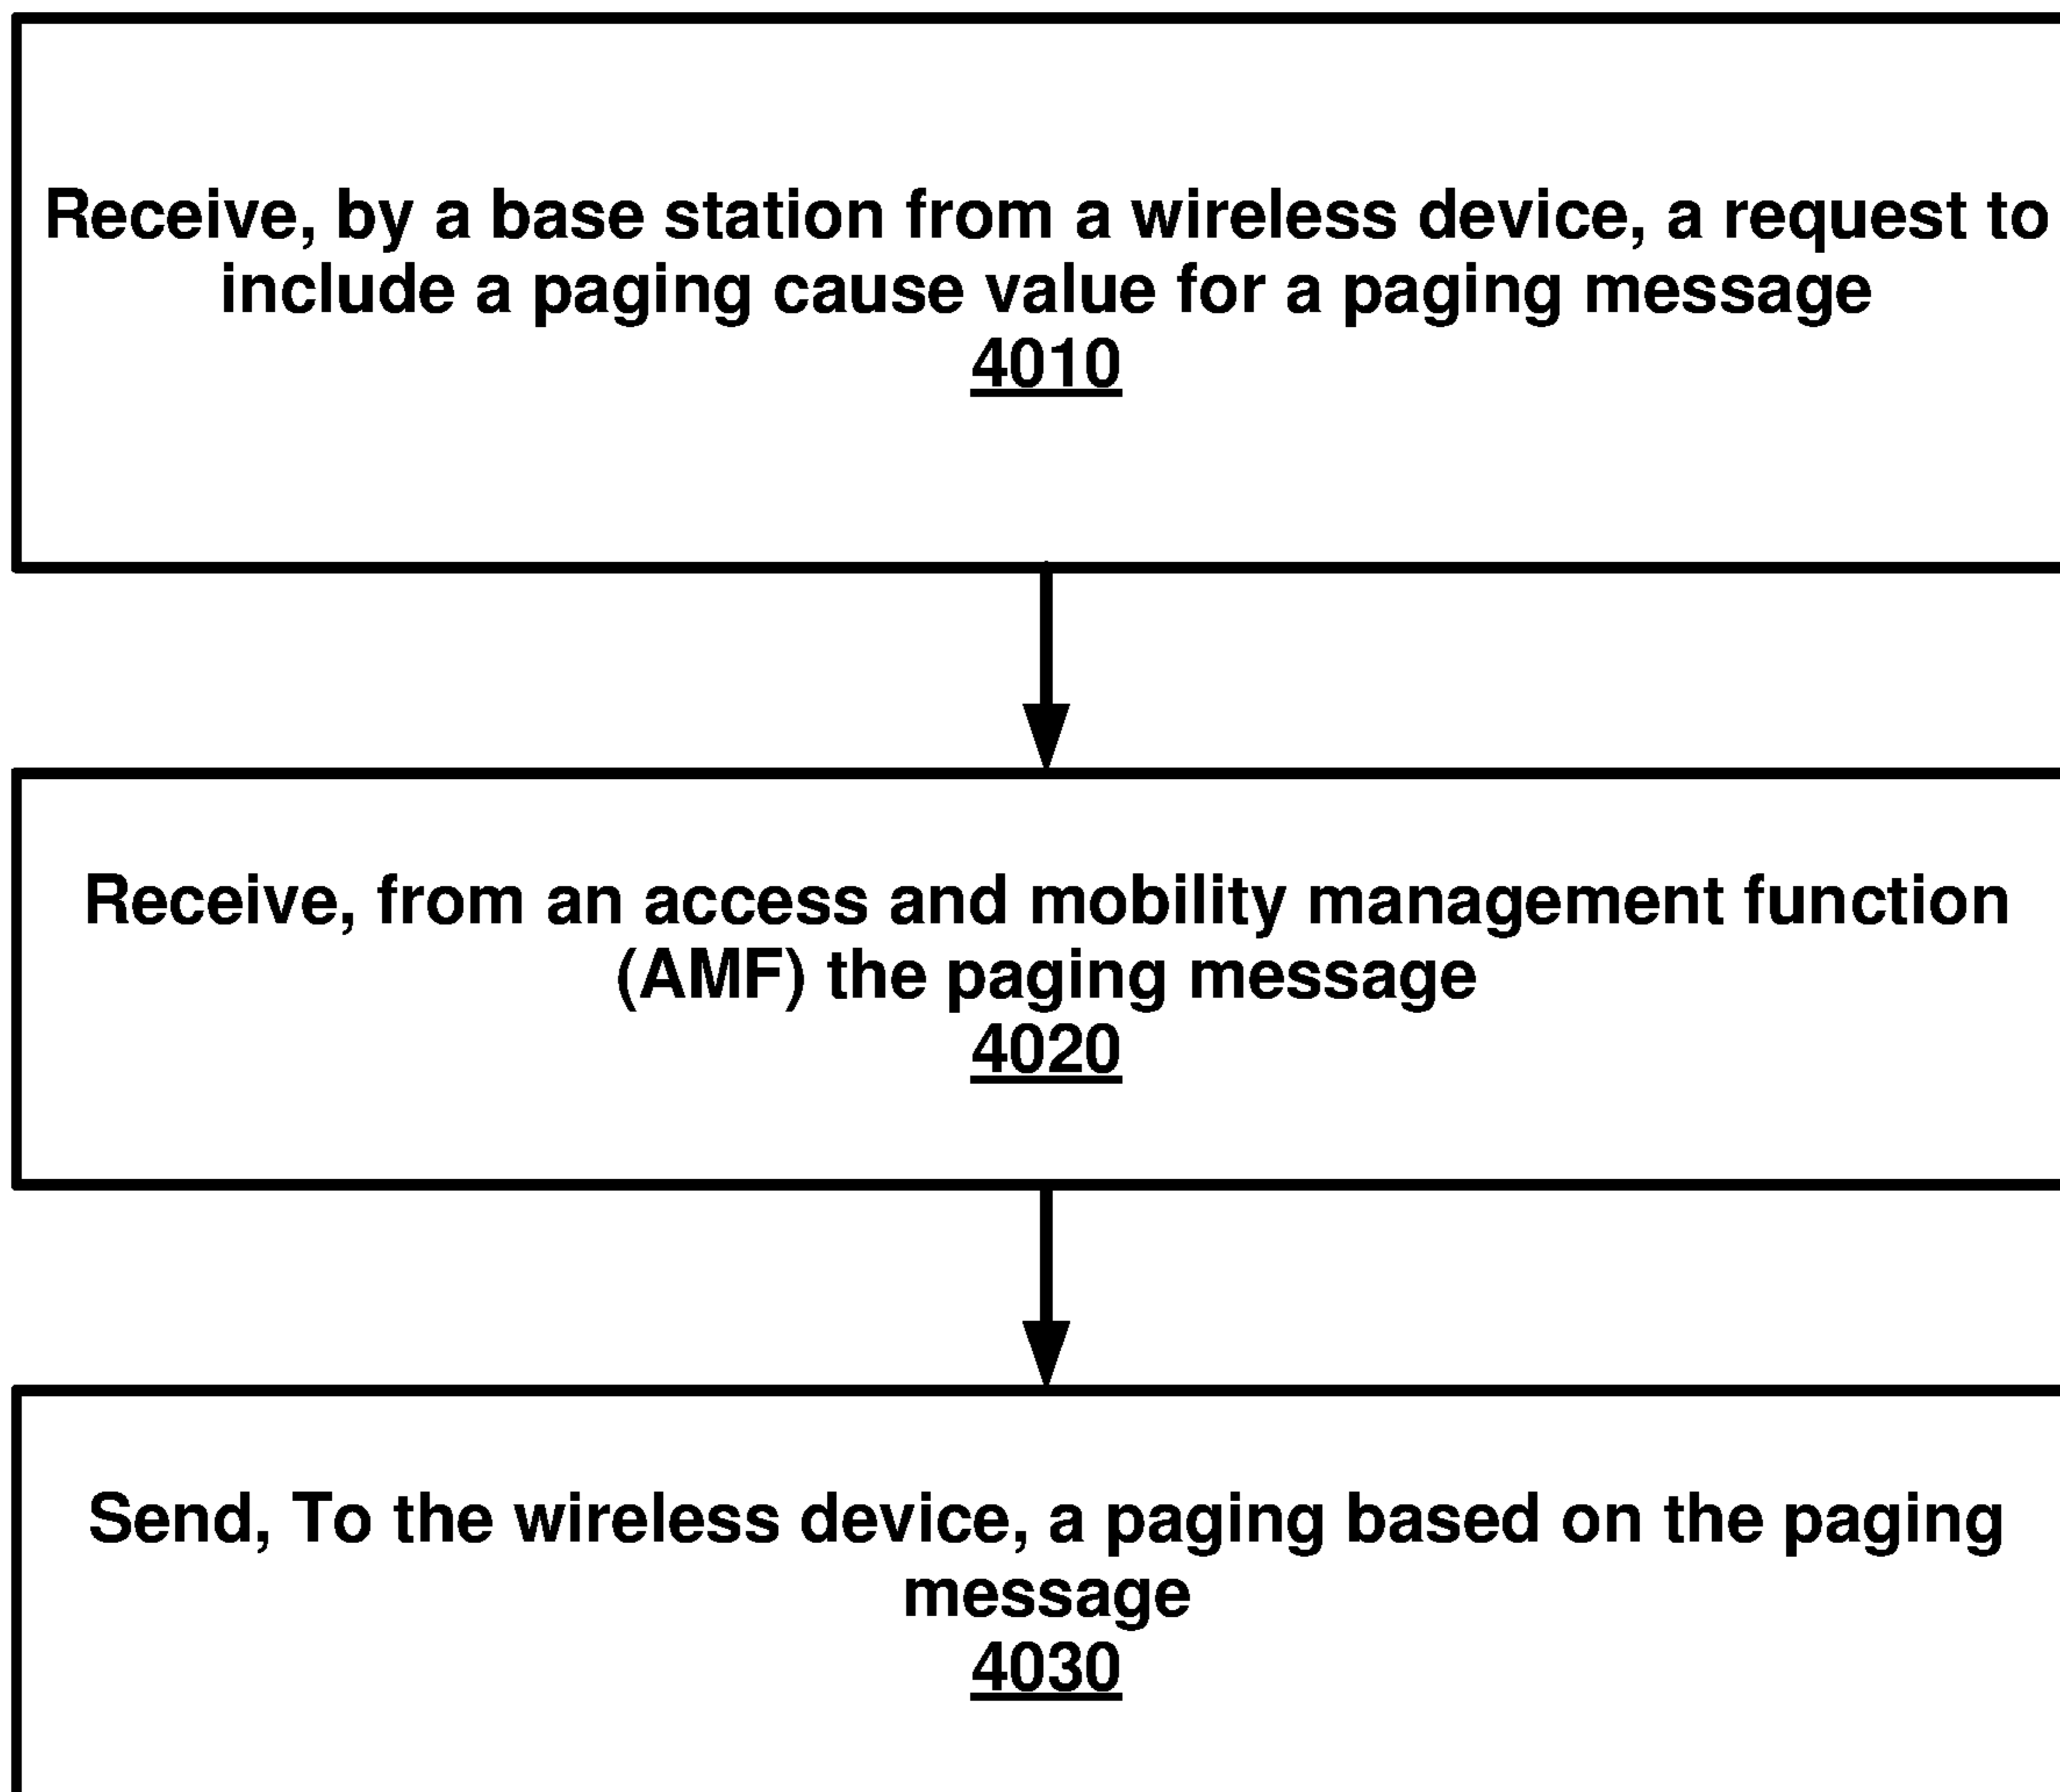 Receive, by a base station from a wireless device, a request to
include a paging cause value for a paging message
4010
Receive, from an access and mobility management function
(AMF) the paging message
4020
Send, To the wireless device, a paging based on the paging
message
4030